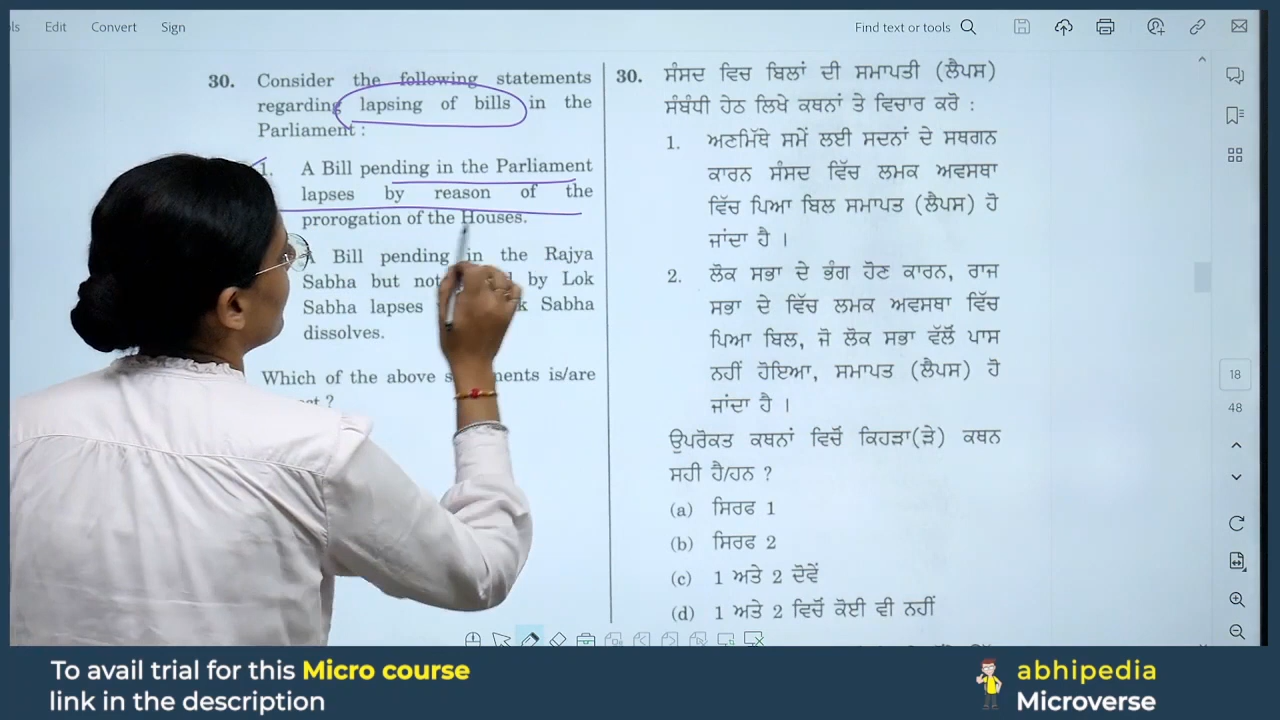 ls Edit Convert Sign Find text or tools
30. Consider the following statements
regarding lapsing of bills in the
Parliament :
1. A Bill pending in the Parliament
lapses by reason of the
prorogation of the Houses.
A Bill pending in the Rajya
Sabha but not by Lok
Sabha lapses Sabha
dissolves.
Which of the above is/are
?
30. ਸੰਸਦ ਵਿਚ ਬਿਲਾਂ ਦੀ ਸਮਾਪਤੀ (ਲੈਪਸ)
ਸੰਬੰਧੀ ਹੇਠ ਲਿਖੇ ਕਥਨਾਂ ਤੇ ਵਿਚਾਰ ਕਰੋ :
1. ਅਣਮਿੱਥੇ ਸਮੇਂ ਲਈ ਸਦਨਾਂ ਦੇ ਸਥਗਨ
ਕਾਰਨ ਸੰਸਦ ਵਿੱਚ ਲਮਕ ਅਵਸਥਾ
ਵਿੱਚ ਪਿਆ ਬਿਲ ਸਮਾਪਤ (ਲੈਪਸ) ਹੋ
ਜਾਂਦਾ ਹੈ ।
2. ਲੋਕ ਸਭਾ ਦੇ ਭੰਗ ਹੋਣ ਕਾਰਨ, ਰਾਜ
ਸਭਾ ਦੇ ਵਿੱਚ ਲਮਕ ਅਵਸਥਾ ਵਿੱਚ
ਪਿਆ ਬਿਲ, ਜੋ ਲੋਕ ਸਭਾ ਵੱਲੋਂ ਪਾਸ
ਨਹੀਂ ਹੋਇਆ, ਸਮਾਪਤ (ਲੈਪਸ) ਹੋ
ਜਾਂਦਾ ਹੈ ।
ਉਪਰੋਕਤ ਕਥਨਾਂ ਵਿਚੋਂ ਕਿਹੜਾ(ੜੇ) ਕਥਨ
ਸਹੀ ਹੈ/ਹਨ ?
(a) ਸਿਰਫ 1
(b) ਸਿਰਫ 2
(c) 1 ਅਤੇ 2 ਦੋਵੇਂ
(d) 1 ਅਤੇ 2 ਵਿਚੋਂ ਕੋਈ ਵੀ ਨਹੀਂ
18
48
To avail trial for this Micro course
link in the description
abhipedia
Microverse